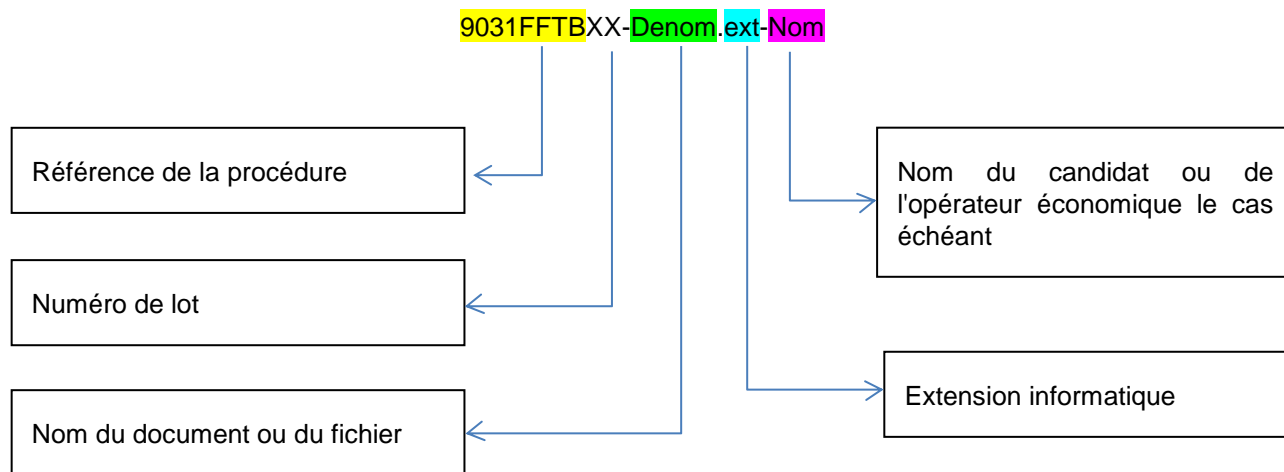 9031FFTBXX-Denom.ext-Nom
Référence de la procédure
Numéro de lot
Nom du document ou du fichier
Nom du candidat ou de
l'opérateur économique le cas
échéant
Extension informatique